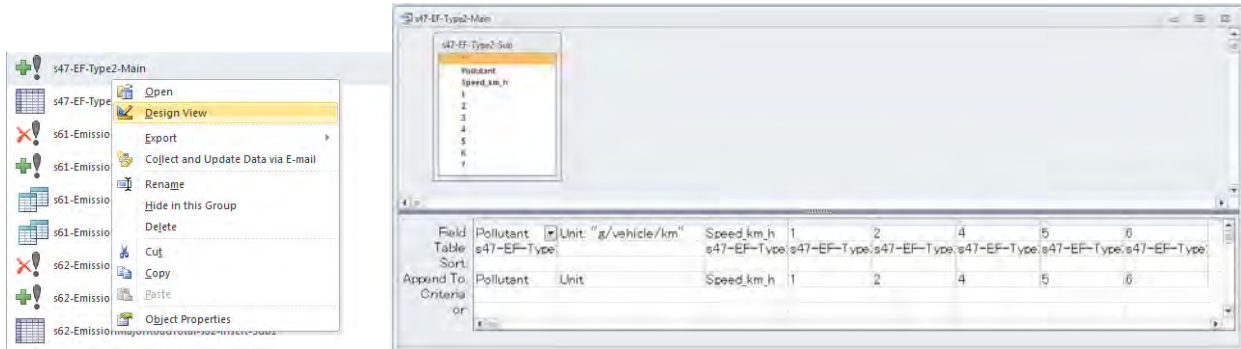 s47-EF-Type2-Main
s47-EF-Type
s61-Emissio
s61-Emissio
s61-Emissio
s61-Emissio
s62-Emissio
s62-Emissio
Open
Design View
Export
Collect and Update Data via E-mail
Rename
Hide in this Group
Delete
Cut
Copy
Paste
Object Properties
s47-EF-Type2-Main
s47-EF-Type2-Sub
*
Pollutant
Speed_km_h
1
2
3
4
5
6
7
Field Pollutant Unit: "g/vehicle/km" Speed_km_h 1 2 4 5 6
Table s47-EF-Type. s47-EF-Type. s47-EF-Type. s47-EF-Type. s47-EF-Type. s47-EF-Type. s47-EF-Type.
Sort:
Append To Pollutant Unit Speed_km_h 1 2 4 5 6
Criteria
or